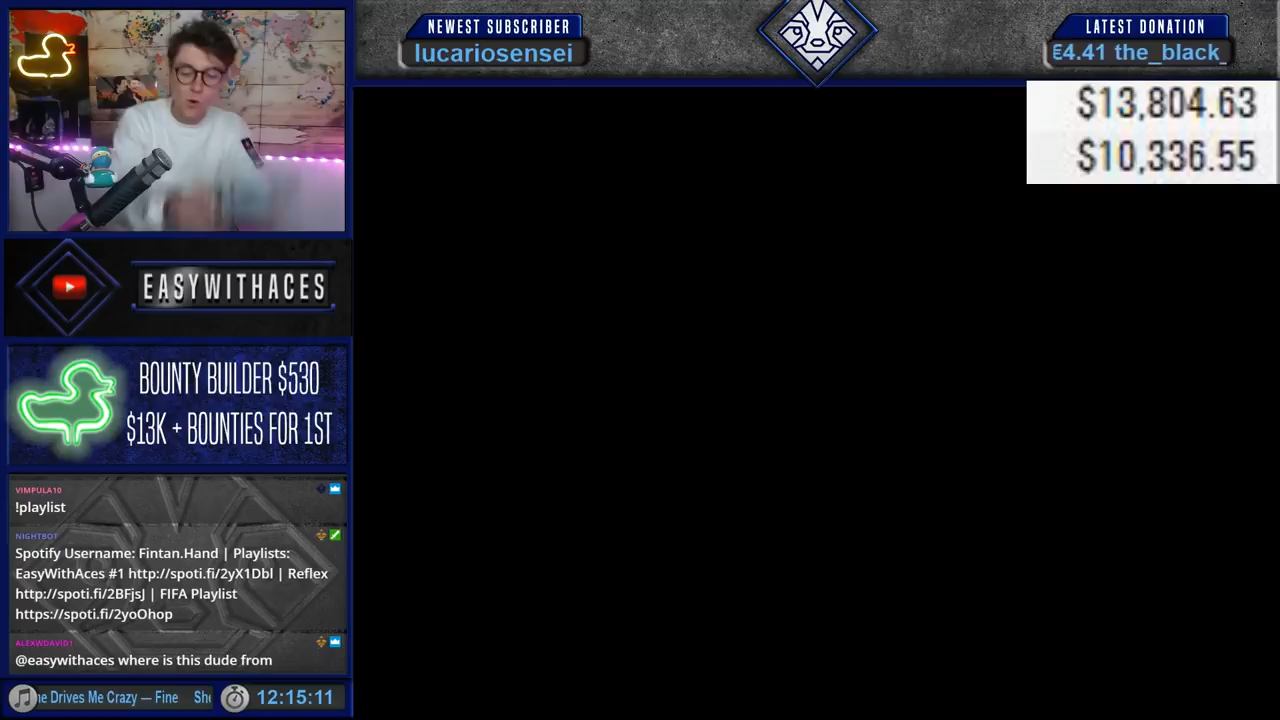 NEWEST SUBSCRIBER
lucariosensei
LATEST DONATION
€4.41 the_black_
$13,804.63
$10,336.55
EASYWITHACES
BOUNTY BUILDER $530
$13K + BOUNTIES FOR 1ST
VIMPULA10
!playlist
NIGHTBOT
Spotify Username: Fintan.Hand | Playlists:
EasyWithAces #1 http://spoti.fi/2yX1Dbl | Reflex
http://spoti.fi/2BFjsJ | FIFA Playlist
https://spoti.fi/2yoOhop
ALEXWDAVID1
@easywithaces where is this dude from
ne Drives Me Crazy — Fine She
12:15:11